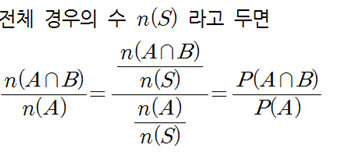 전체 경우의 수 n(S) 라고 두면
n(A∩B)/n(A) = (n(A∩B)/n(S))/(n(A)/n(S)) = P(A∩B)/P(A)